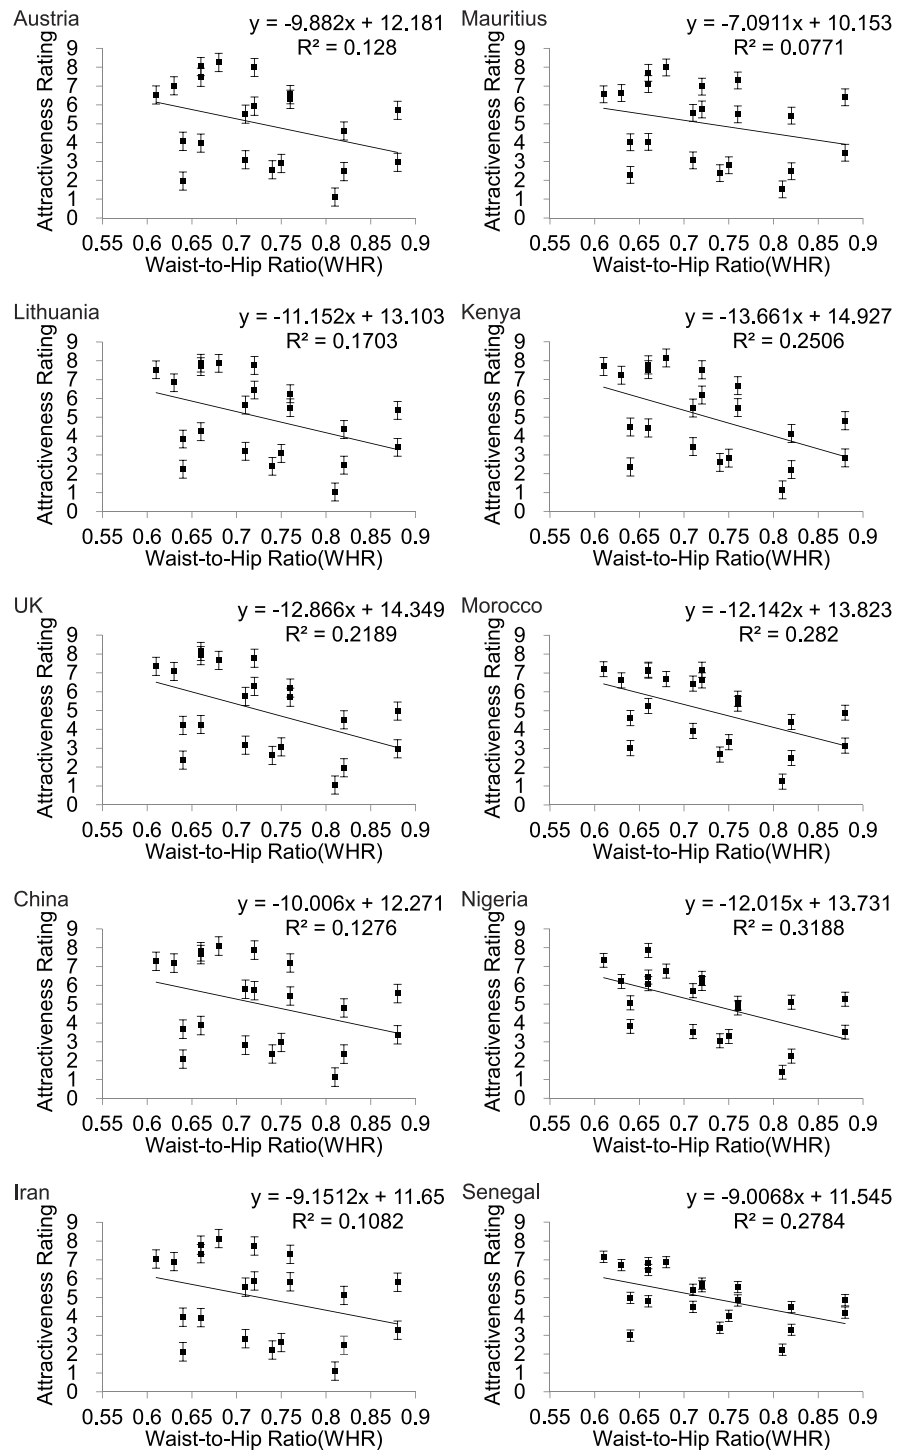 Austria
y = -9.882x + 12.181
R² = 0.128
Attractiveness Rating
9
8
7
6
5
4
3
2
1
0
0.55 0.6 0.65 0.7 0.75 0.8 0.85 0.9
Waist-to-Hip Ratio(WHR)
Mauritius
y = -7.0911x + 10.153
R² = 0.0771
Attractiveness Rating
9
8
7
6
5
4
3
2
1
0
0.55 0.6 0.65 0.7 0.75 0.8 0.85 0.9
Waist-to-Hip Ratio(WHR)
Lithuania
y = -11.152x + 13.103
R² = 0.1703
Attractiveness Rating
9
8
7
6
5
4
3
2
1
0
0.55 0.6 0.65 0.7 0.75 0.8 0.85 0.9
Waist-to-Hip Ratio(WHR)
Kenya
y = -13.661x + 14.927
R² = 0.2506
Attractiveness Rating
9
8
7
6
5
4
3
2
1
0
0.55 0.6 0.65 0.7 0.75 0.8 0.85 0.9
Waist-to-Hip Ratio(WHR)
UK
y = -12.866x + 14.349
R² = 0.2189
Attractiveness Rating
9
8
7
6
5
4
3
2
1
0
0.55 0.6 0.65 0.7 0.75 0.8 0.85 0.9
Waist-to-Hip Ratio(WHR)
Morocco
y = -12.142x + 13.823
R² = 0.282
Attractiveness Rating
9
8
7
6
5
4
3
2
1
0
0.55 0.6 0.65 0.7 0.75 0.8 0.85 0.9
Waist-to-Hip Ratio(WHR)
China
y = -10.006x + 12.271
R² = 0.1276
Attractiveness Rating
9
8
7
6
5
4
3
2
1
0
0.55 0.6 0.65 0.7 0.75 0.8 0.85 0.9
Waist-to-Hip Ratio(WHR)
Nigeria
y = -12.015x + 13.731
R² = 0.3188
Attractiveness Rating
9
8
7
6
5
4
3
2
1
0
0.55 0.6 0.65 0.7 0.75 0.8 0.85 0.9
Waist-to-Hip Ratio(WHR)
Iran
y = -9.1512x + 11.65
R² = 0.1082
Attractiveness Rating
9
8
7
6
5
4
3
2
1
0
0.55 0.6 0.65 0.7 0.75 0.8 0.85 0.9
Waist-to-Hip Ratio(WHR)
Senegal
y = -9.0068x + 11.545
R² = 0.2784
Attractiveness Rating
9
8
7
6
5
4
3
2
1
0
0.55 0.6 0.65 0.7 0.75 0.8 0.85 0.9
Waist-to-Hip Ratio(WHR)